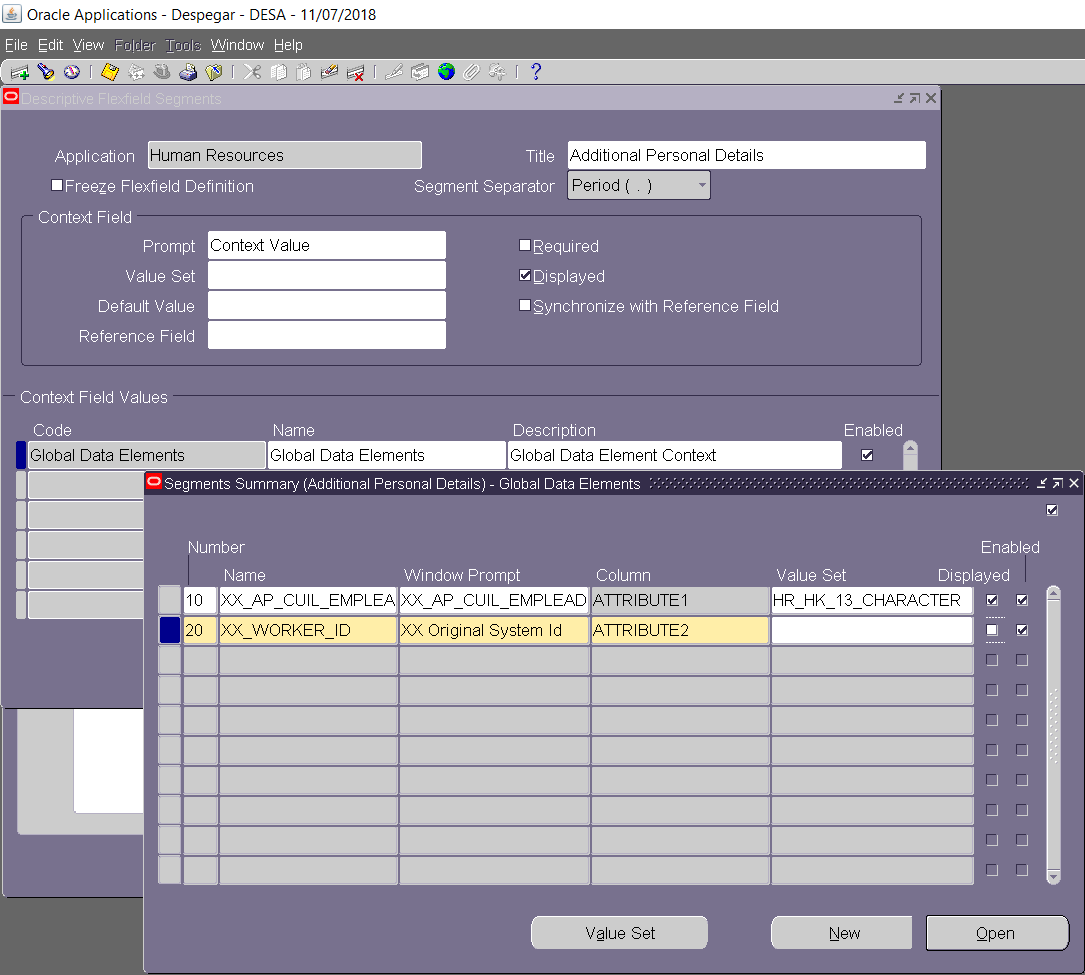 Oracle Applications - Despegar - DESA - 11/07/2018
File Edit View Folder Tools Window Help
Descriptive Flexfield Segments
Application Human Resources Title Additional Personal Details
Freeze Flexfield Definition Segment Separator Period ( . )
Context Field
Prompt Context Value Required
Value Set Displayed
Default Value Synchronize with Reference Field
Reference Field
Context Field Values
Code Name Description Enabled
Global Data Elements Global Data Elements Global Data Element Context
Segments Summary (Additional Personal Details) - Global Data Elements
Number Enabled
Name Window Prompt Column Value Set Displayed
10 XX_AP_CUIL_EMPLEA XX_AP_CUIL_EMPLEAD ATTRIBUTE1 HR_HK_13_CHARACTER
20 XX_WORKER_ID XX Original System Id ATTRIBUTE2
Value Set New Open